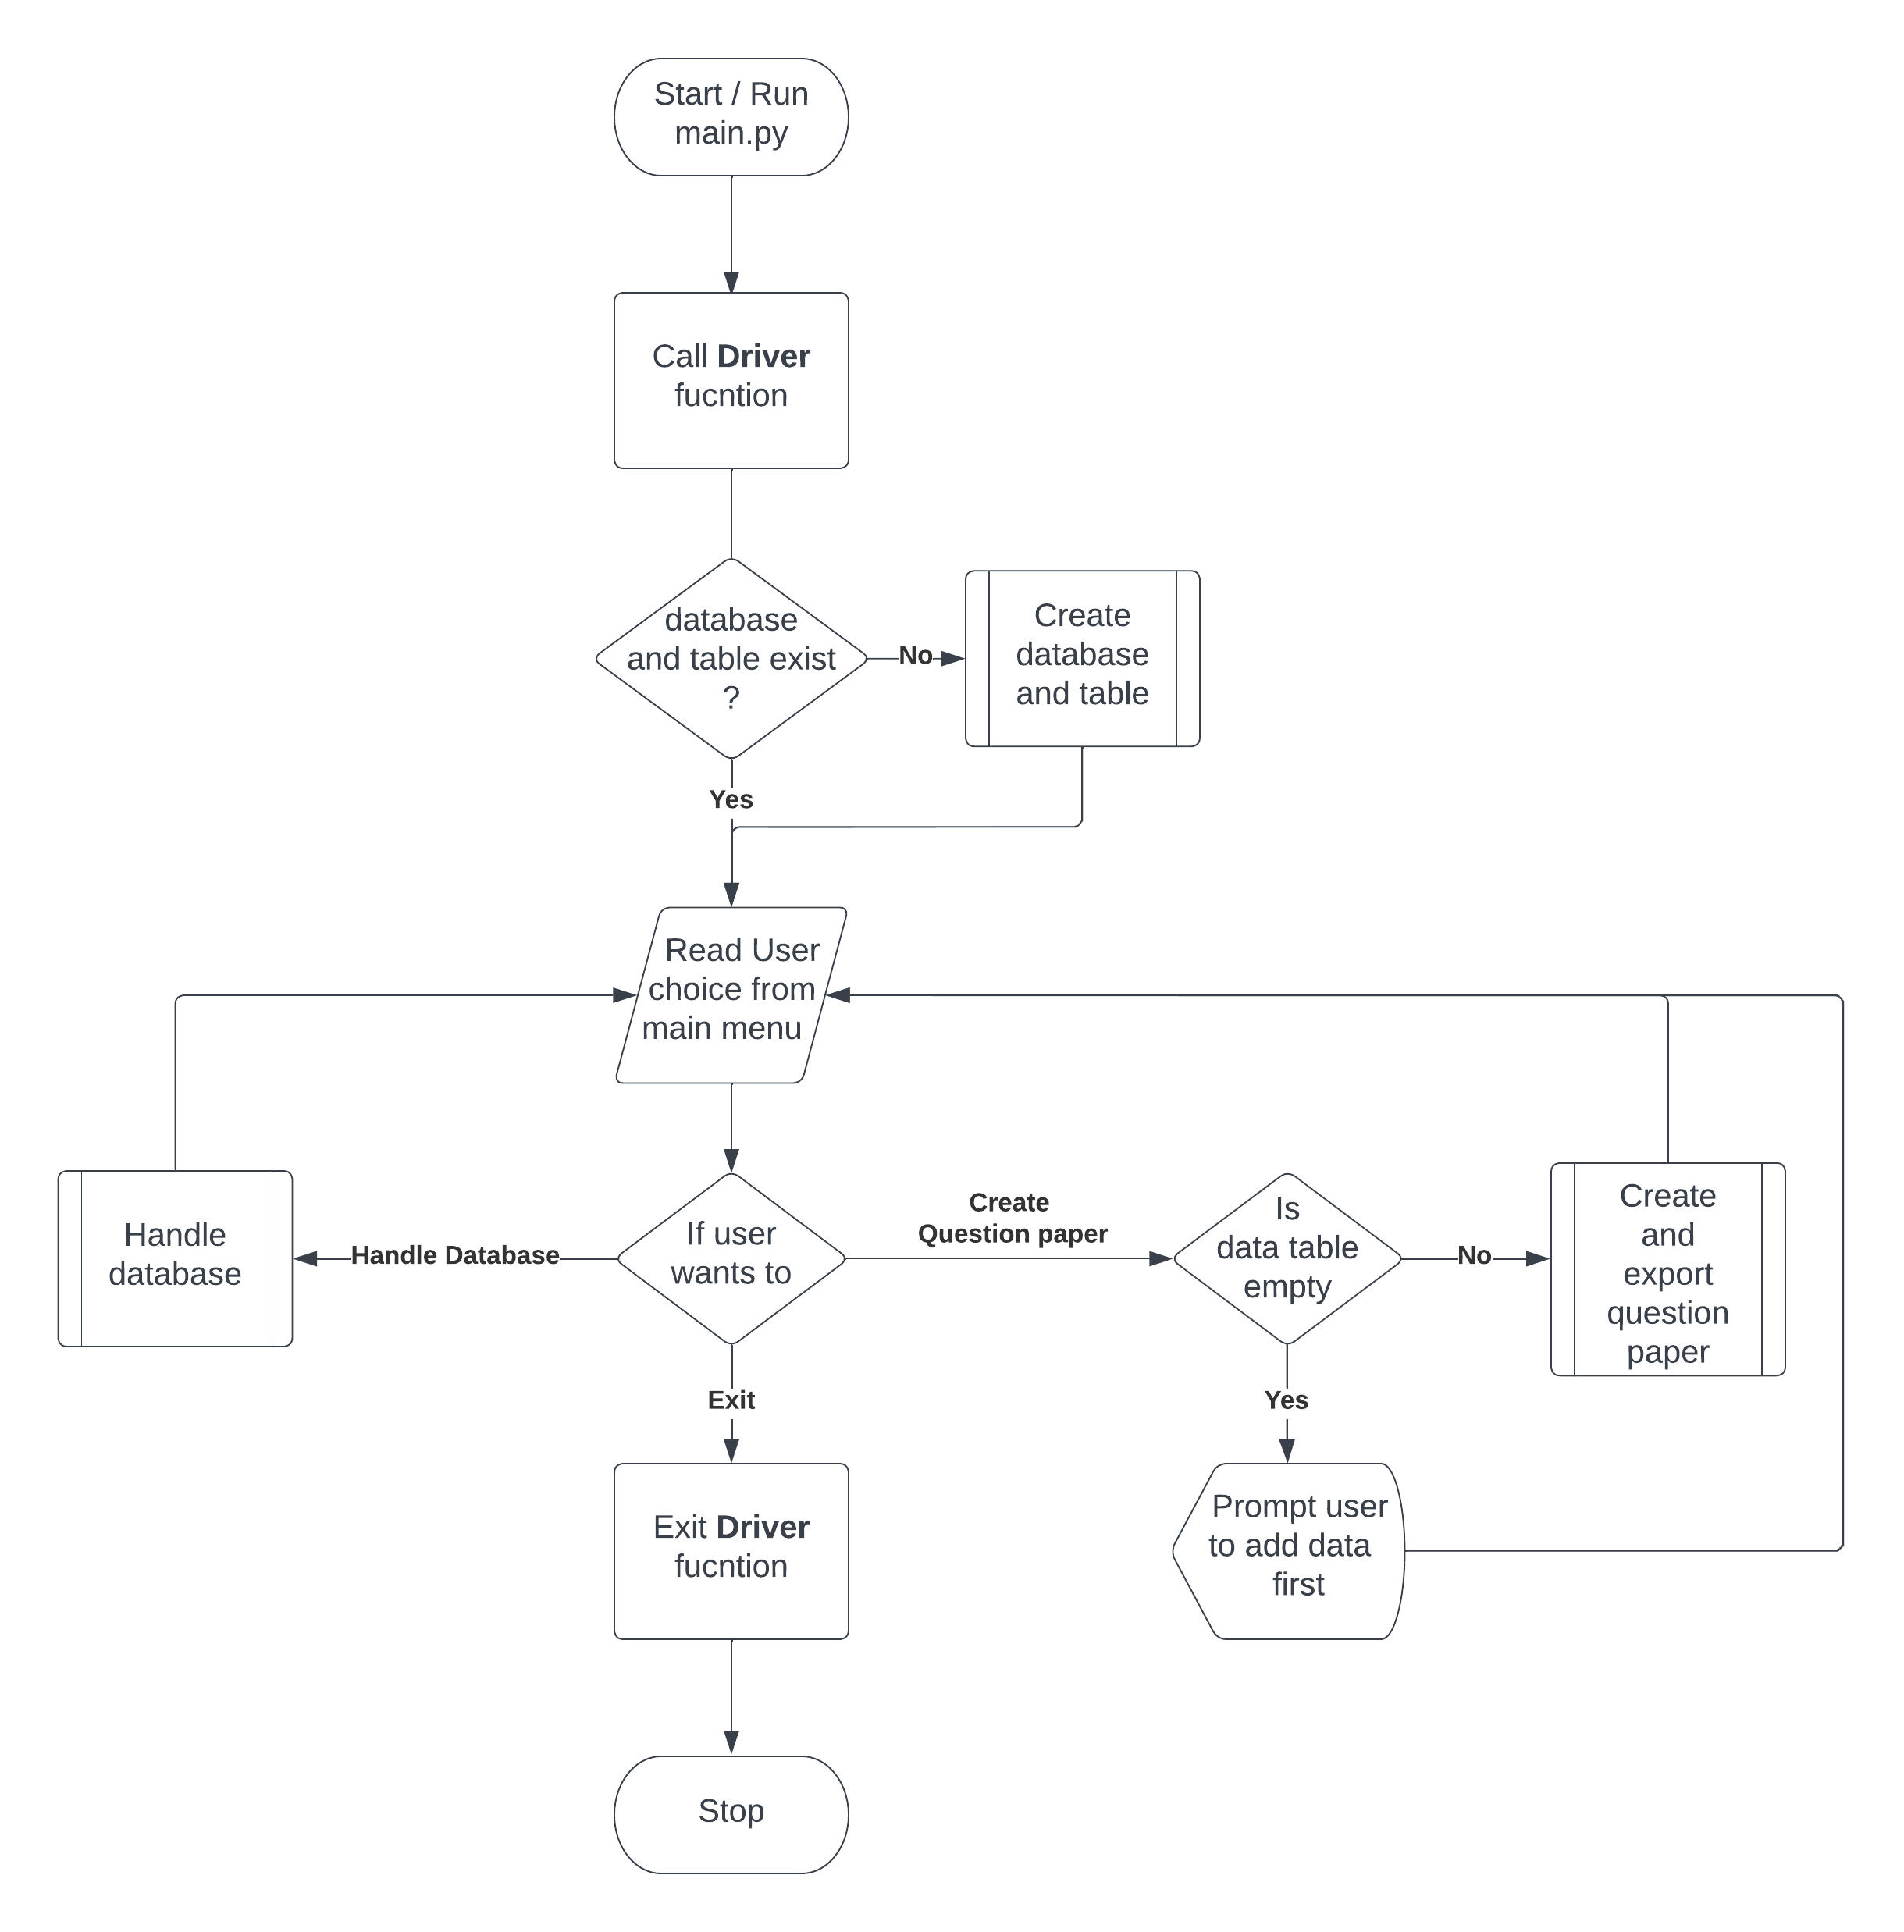 Start / Run
main.py
Call Driver
fucntion
database
and table exist
?
No
Create
database
and table
Yes
Read User
choice from
main menu
Handle
database
Handle Database
If user
wants to
Create
Question paper
Is
data table
empty
No
Create
and
export
question
paper
Exit
Yes
Exit Driver
fucntion
Prompt user
to add data
first
Stop